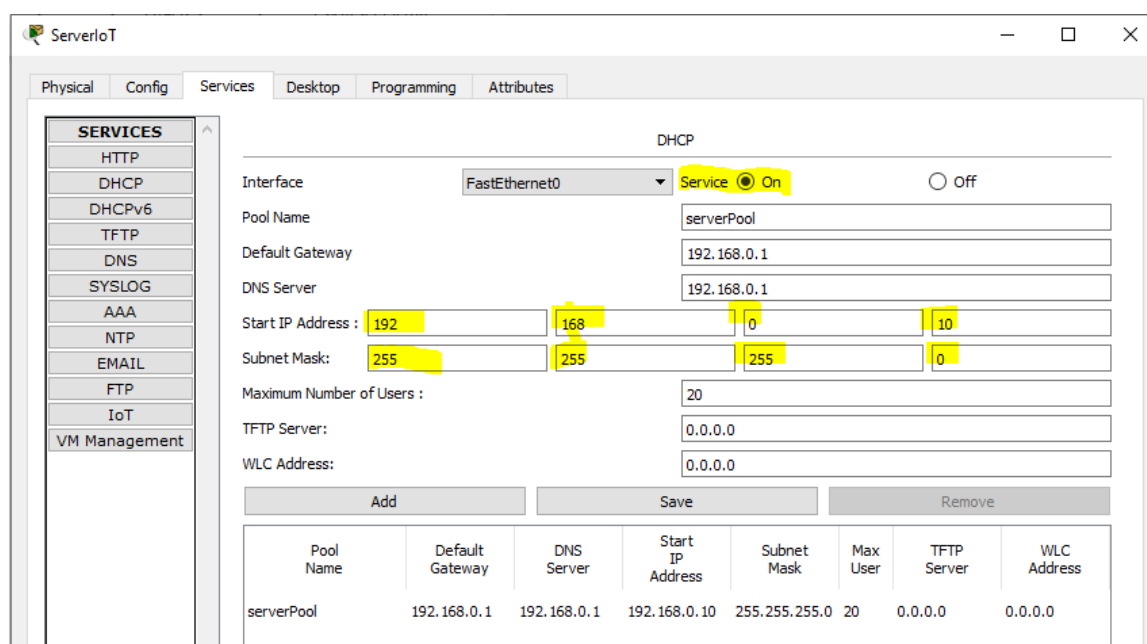 ServerIoT
Physical Config Services Desktop Programming Attributes
SERVICES
HTTP
DHCP
DHCPv6
TFTP
DNS
SYSLOG
AAA
NTP
EMAIL
FTP
IoT
VM Management
DHCP
Interface FastEthernet0 Service On Off
Pool Name serverPool
Default Gateway 192.168.0.1
DNS Server 192.168.0.1
Start IP Address : 192 168 0 10
Subnet Mask: 255 255 255 0
Maximum Number of Users : 20
TFTP Server: 0.0.0.0
WLC Address: 0.0.0.0
Add Save Remove
Pool Name Default Gateway DNS Server Start IP Address Subnet Mask Max User TFTP Server WLC Address
serverPool 192.168.0.1 192.168.0.1 192.168.0.10 255.255.255.0 20 0.0.0.0 0.0.0.0